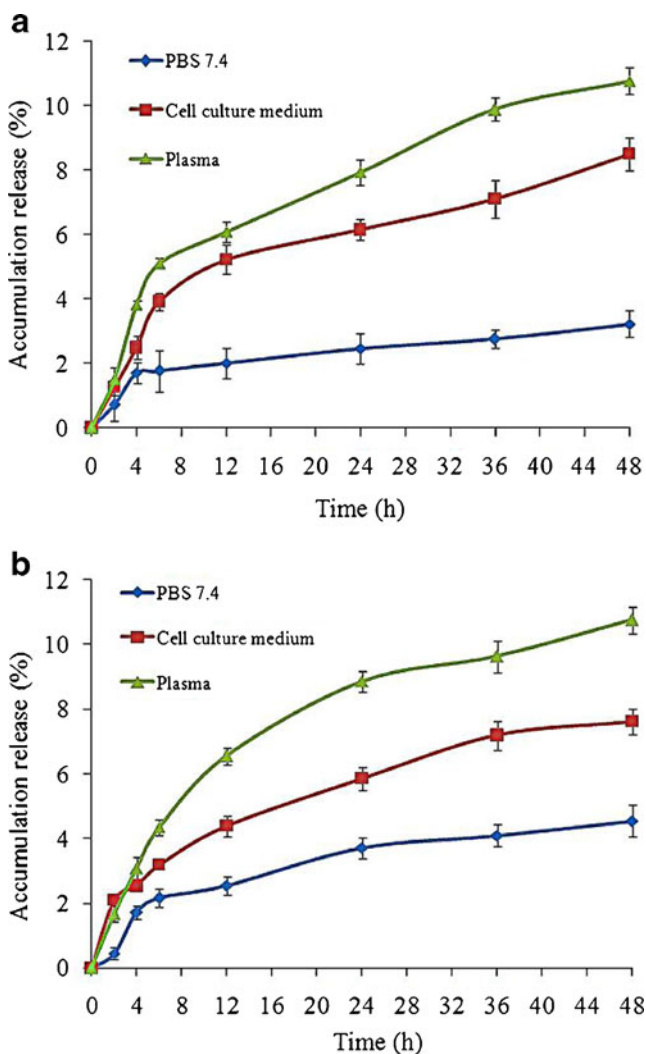 a
12
10
8
6
4
2
0
Accumulation release (%)
PBS 7.4
Cell culture medium
Plasma
0 4 8 12 16 20 24 28 32 36 40 44 48
Time (h)
b
12
10
8
6
4
2
0
Accumulation release (%)
PBS 7.4
Cell culture medium
Plasma
0 4 8 12 16 20 24 28 32 36 40 44 48
Time (h)